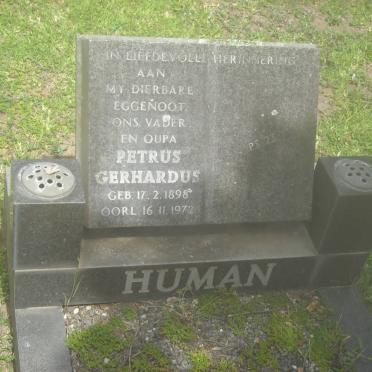 IN LIEFDEVOLLE HERINNERING
AAN
MY DIERBARE
EGGENOOT,
ONS VADER
EN OUPA
PETRUS
GERHARDUS
GEB. 17.2.1898
OORL. 16.11.1972
HUMAN